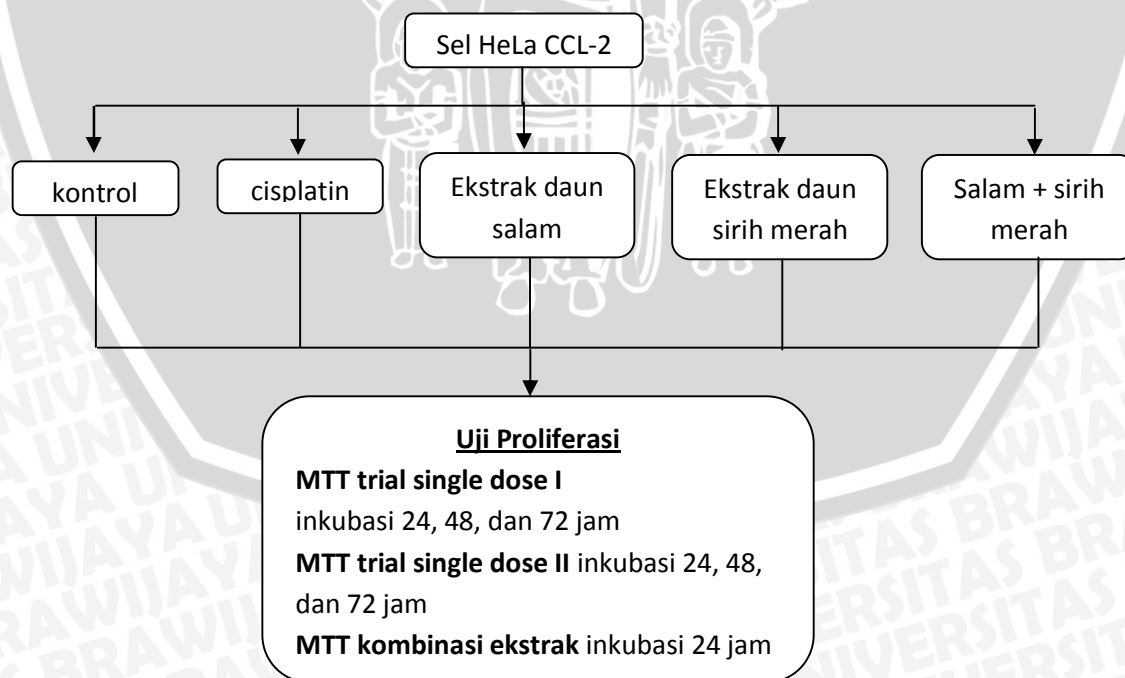 Sel HeLa CCL-2
kontrol
cisplatin
Ekstrak daun
salam
Ekstrak daun
sirih merah
Salam + sirih
merah
Uji Proliferasi
MTT trial single dose I
inkubasi 24, 48, dan 72 jam
MTT trial single dose II inkubasi 24, 48,
dan 72 jam
MTT kombinasi ekstrak inkubasi 24 jam